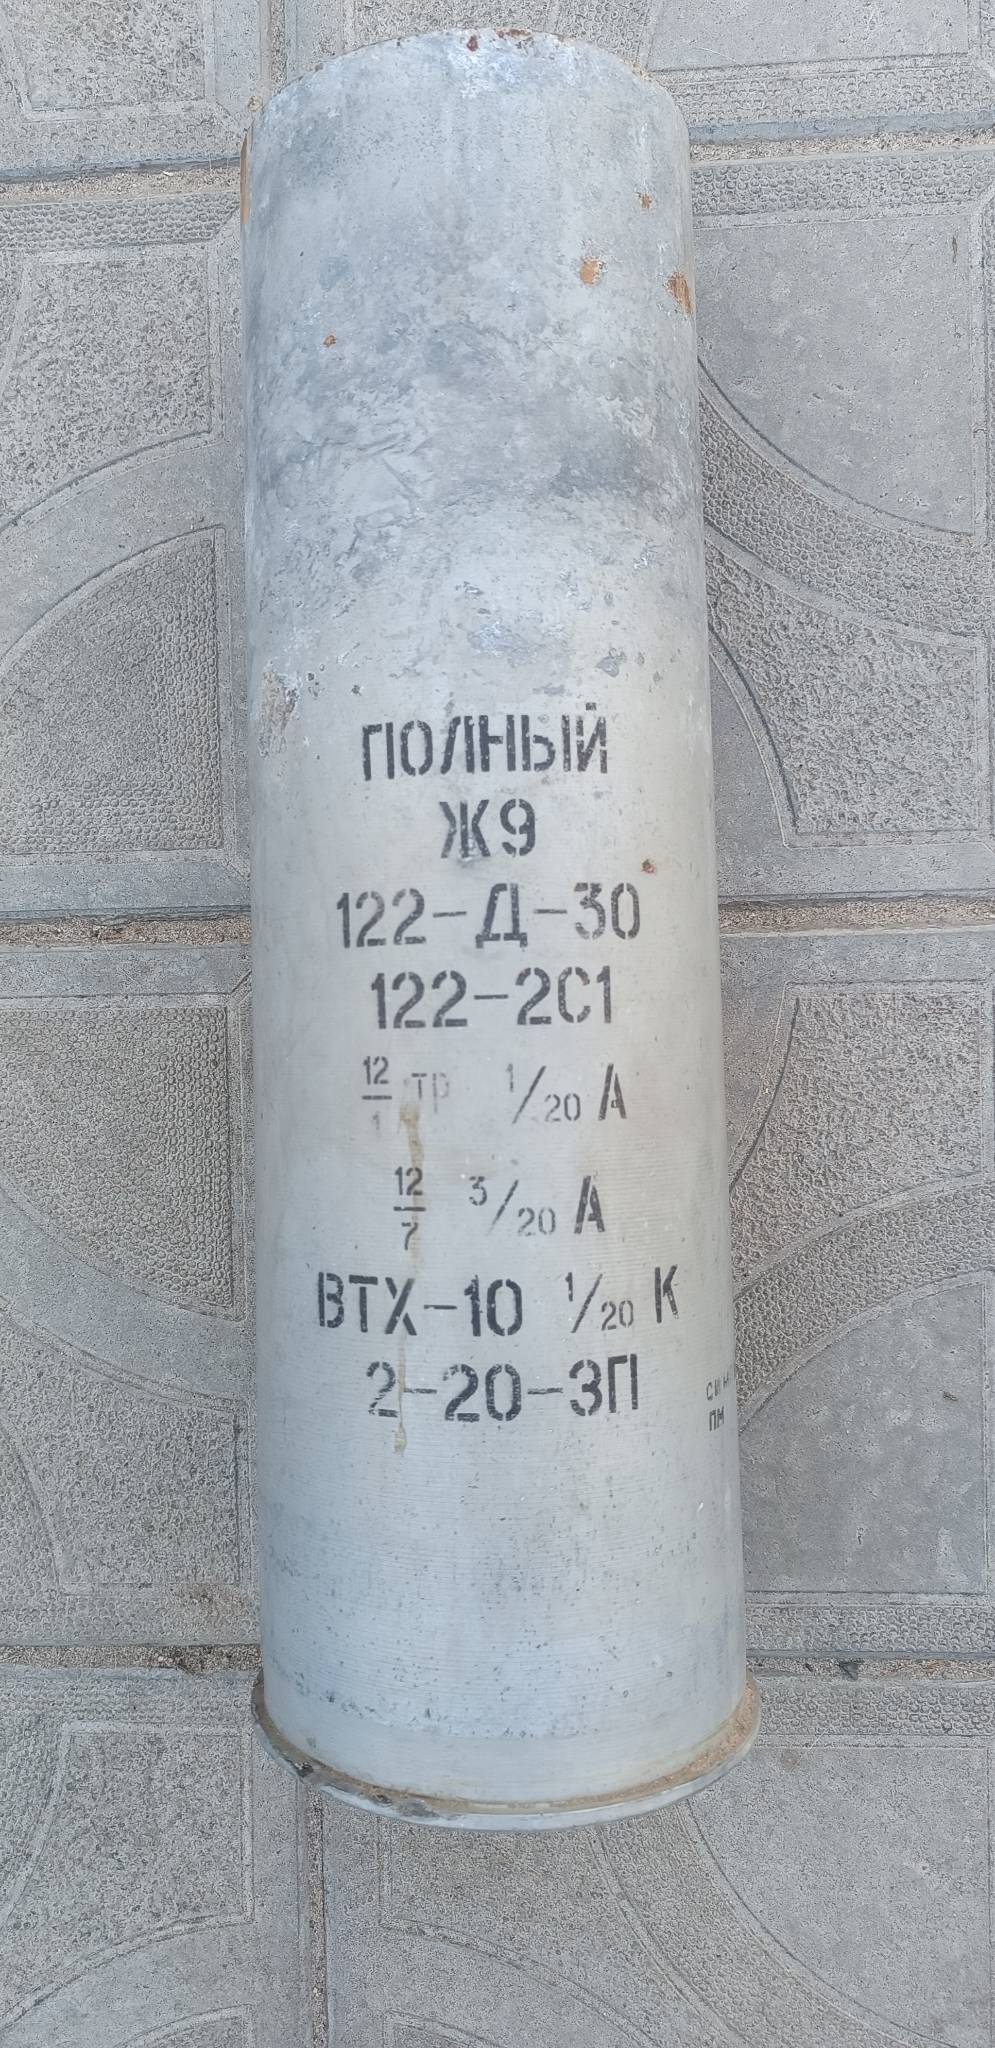 ПОЛНЫЙ
Ж9
122-Д-30
122-2С1
12/1 тр 1/20 А
12/7 3/20 А
ВТХ-10 1/20 К
2-20-ЗП
ПМ